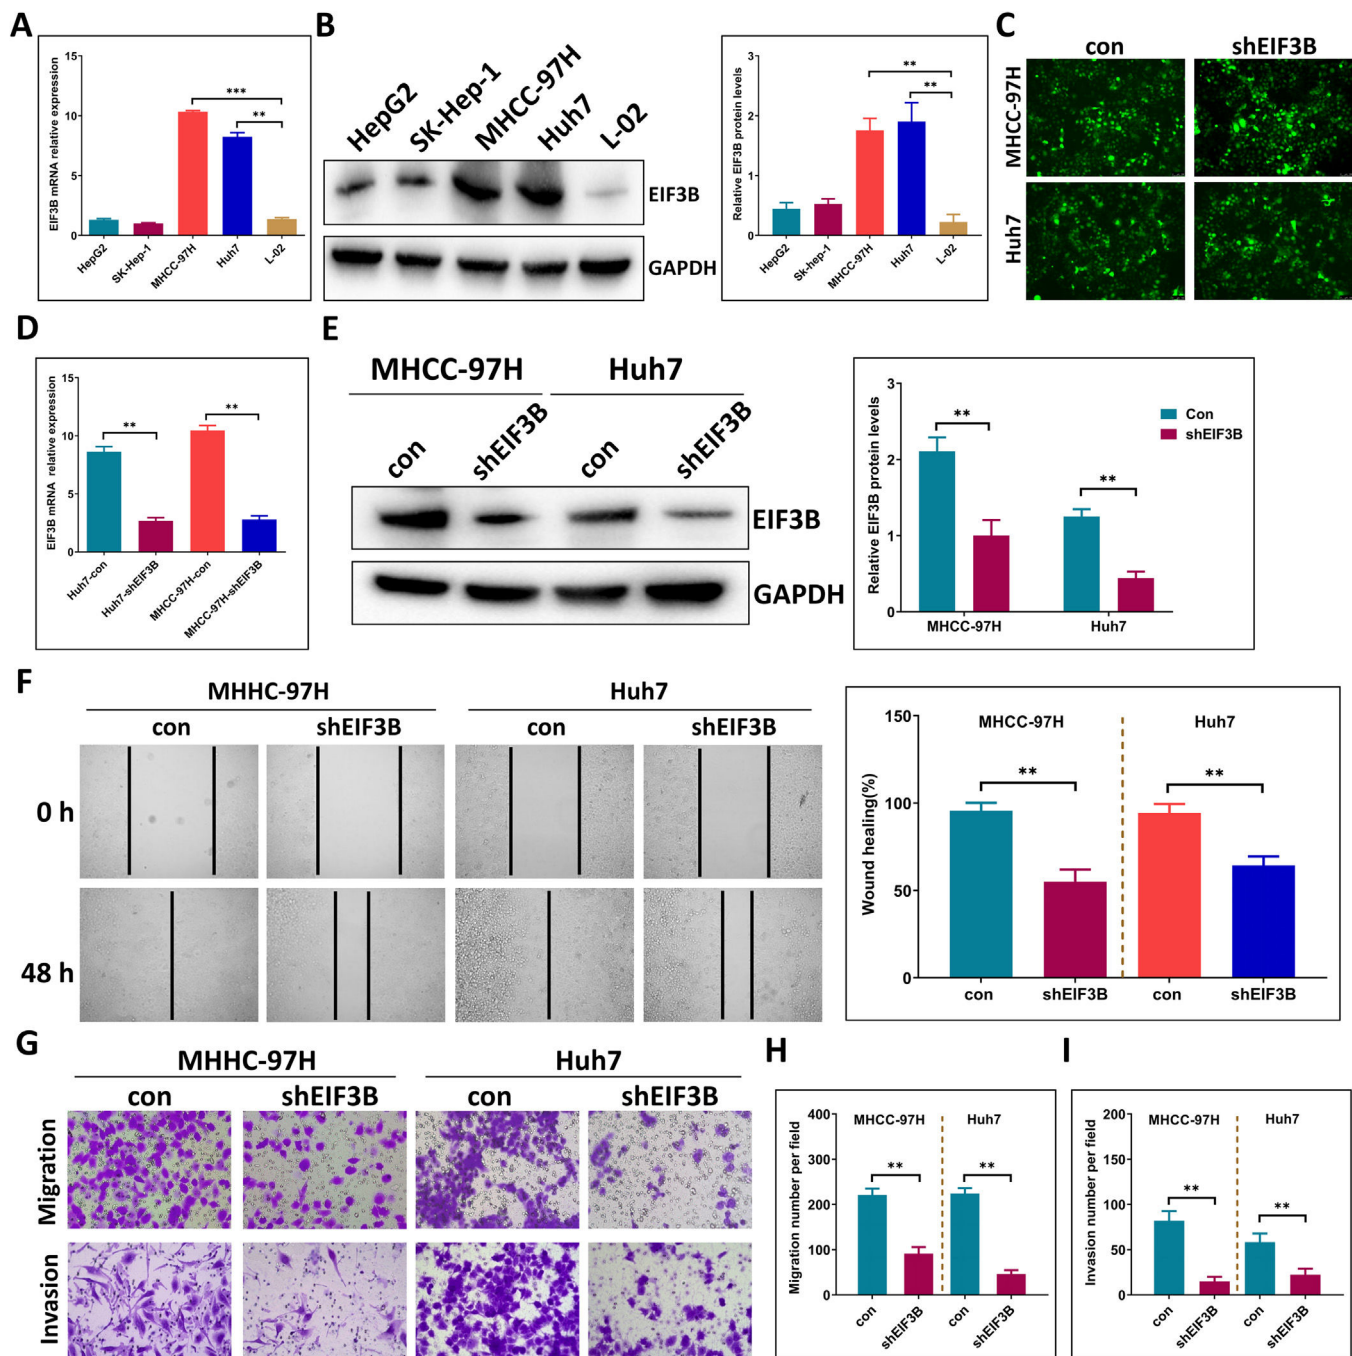 A
EIF3B mRNA relative expression
15
10
5
0
HepG2
SK-Hep-1
MHCC-97H
Huh7
L-02
***
**
B
HepG2
SK-Hep-1
MHCC-97H
Huh7
L-02
EIF3B
GAPDH
Relative EIF3B protein levels
3
2
1
0
HepG2
Sk-hep-1
MHCC-97H
Huh7
L-02
**
**
C
con
shEIF3B
MHCC-97H
Huh7
D
EIF3B mRNA relative expression
15
10
5
0
Huh7-con
Huh7-shEIF3B
MHCC-97H-con
MHCC-97H-shEIF3B
**
**
E
MHCC-97H
Huh7
con
shEIF3B
con
shEIF3B
EIF3B
GAPDH
Relative EIF3B protein levels
3
2
1
0
**
**
Con
shEIF3B
MHCC-97H
Huh7
F
MHHC-97H
Huh7
con
shEIF3B
con
shEIF3B
0 h
48 h
Wound healing(%)
150
100
50
0
MHCC-97H
Huh7
**
**
con
shEIF3B
con
shEIF3B
G
MHHC-97H
Huh7
con
shEIF3B
con
shEIF3B
Migration
Invasion
H
Migration number per field
400
300
200
100
0
MHCC-97H
Huh7
**
**
con
shEIF3B
con
shEIF3B
I
Invasion number per field
200
150
100
50
0
MHCC-97H
Huh7
**
**
con
shEIF3B
con
shEIF3B